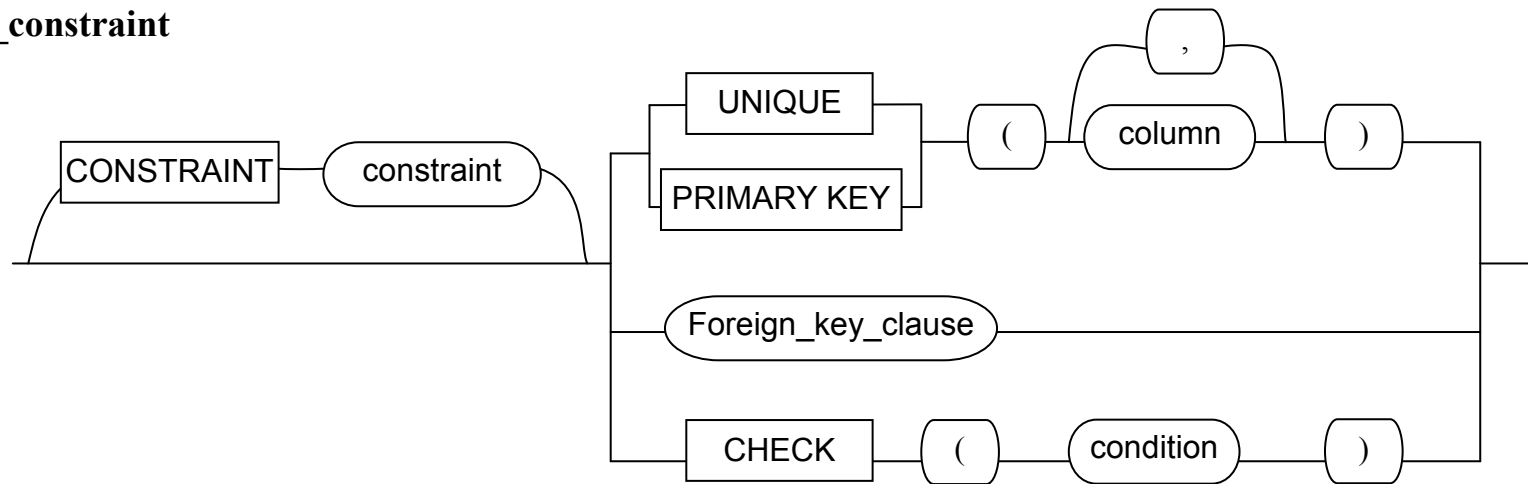 _constraint
,
UNIQUE
( column )
CONSTRAINT constraint
PRIMARY KEY
Foreign_key_clause
CHECK ( condition )